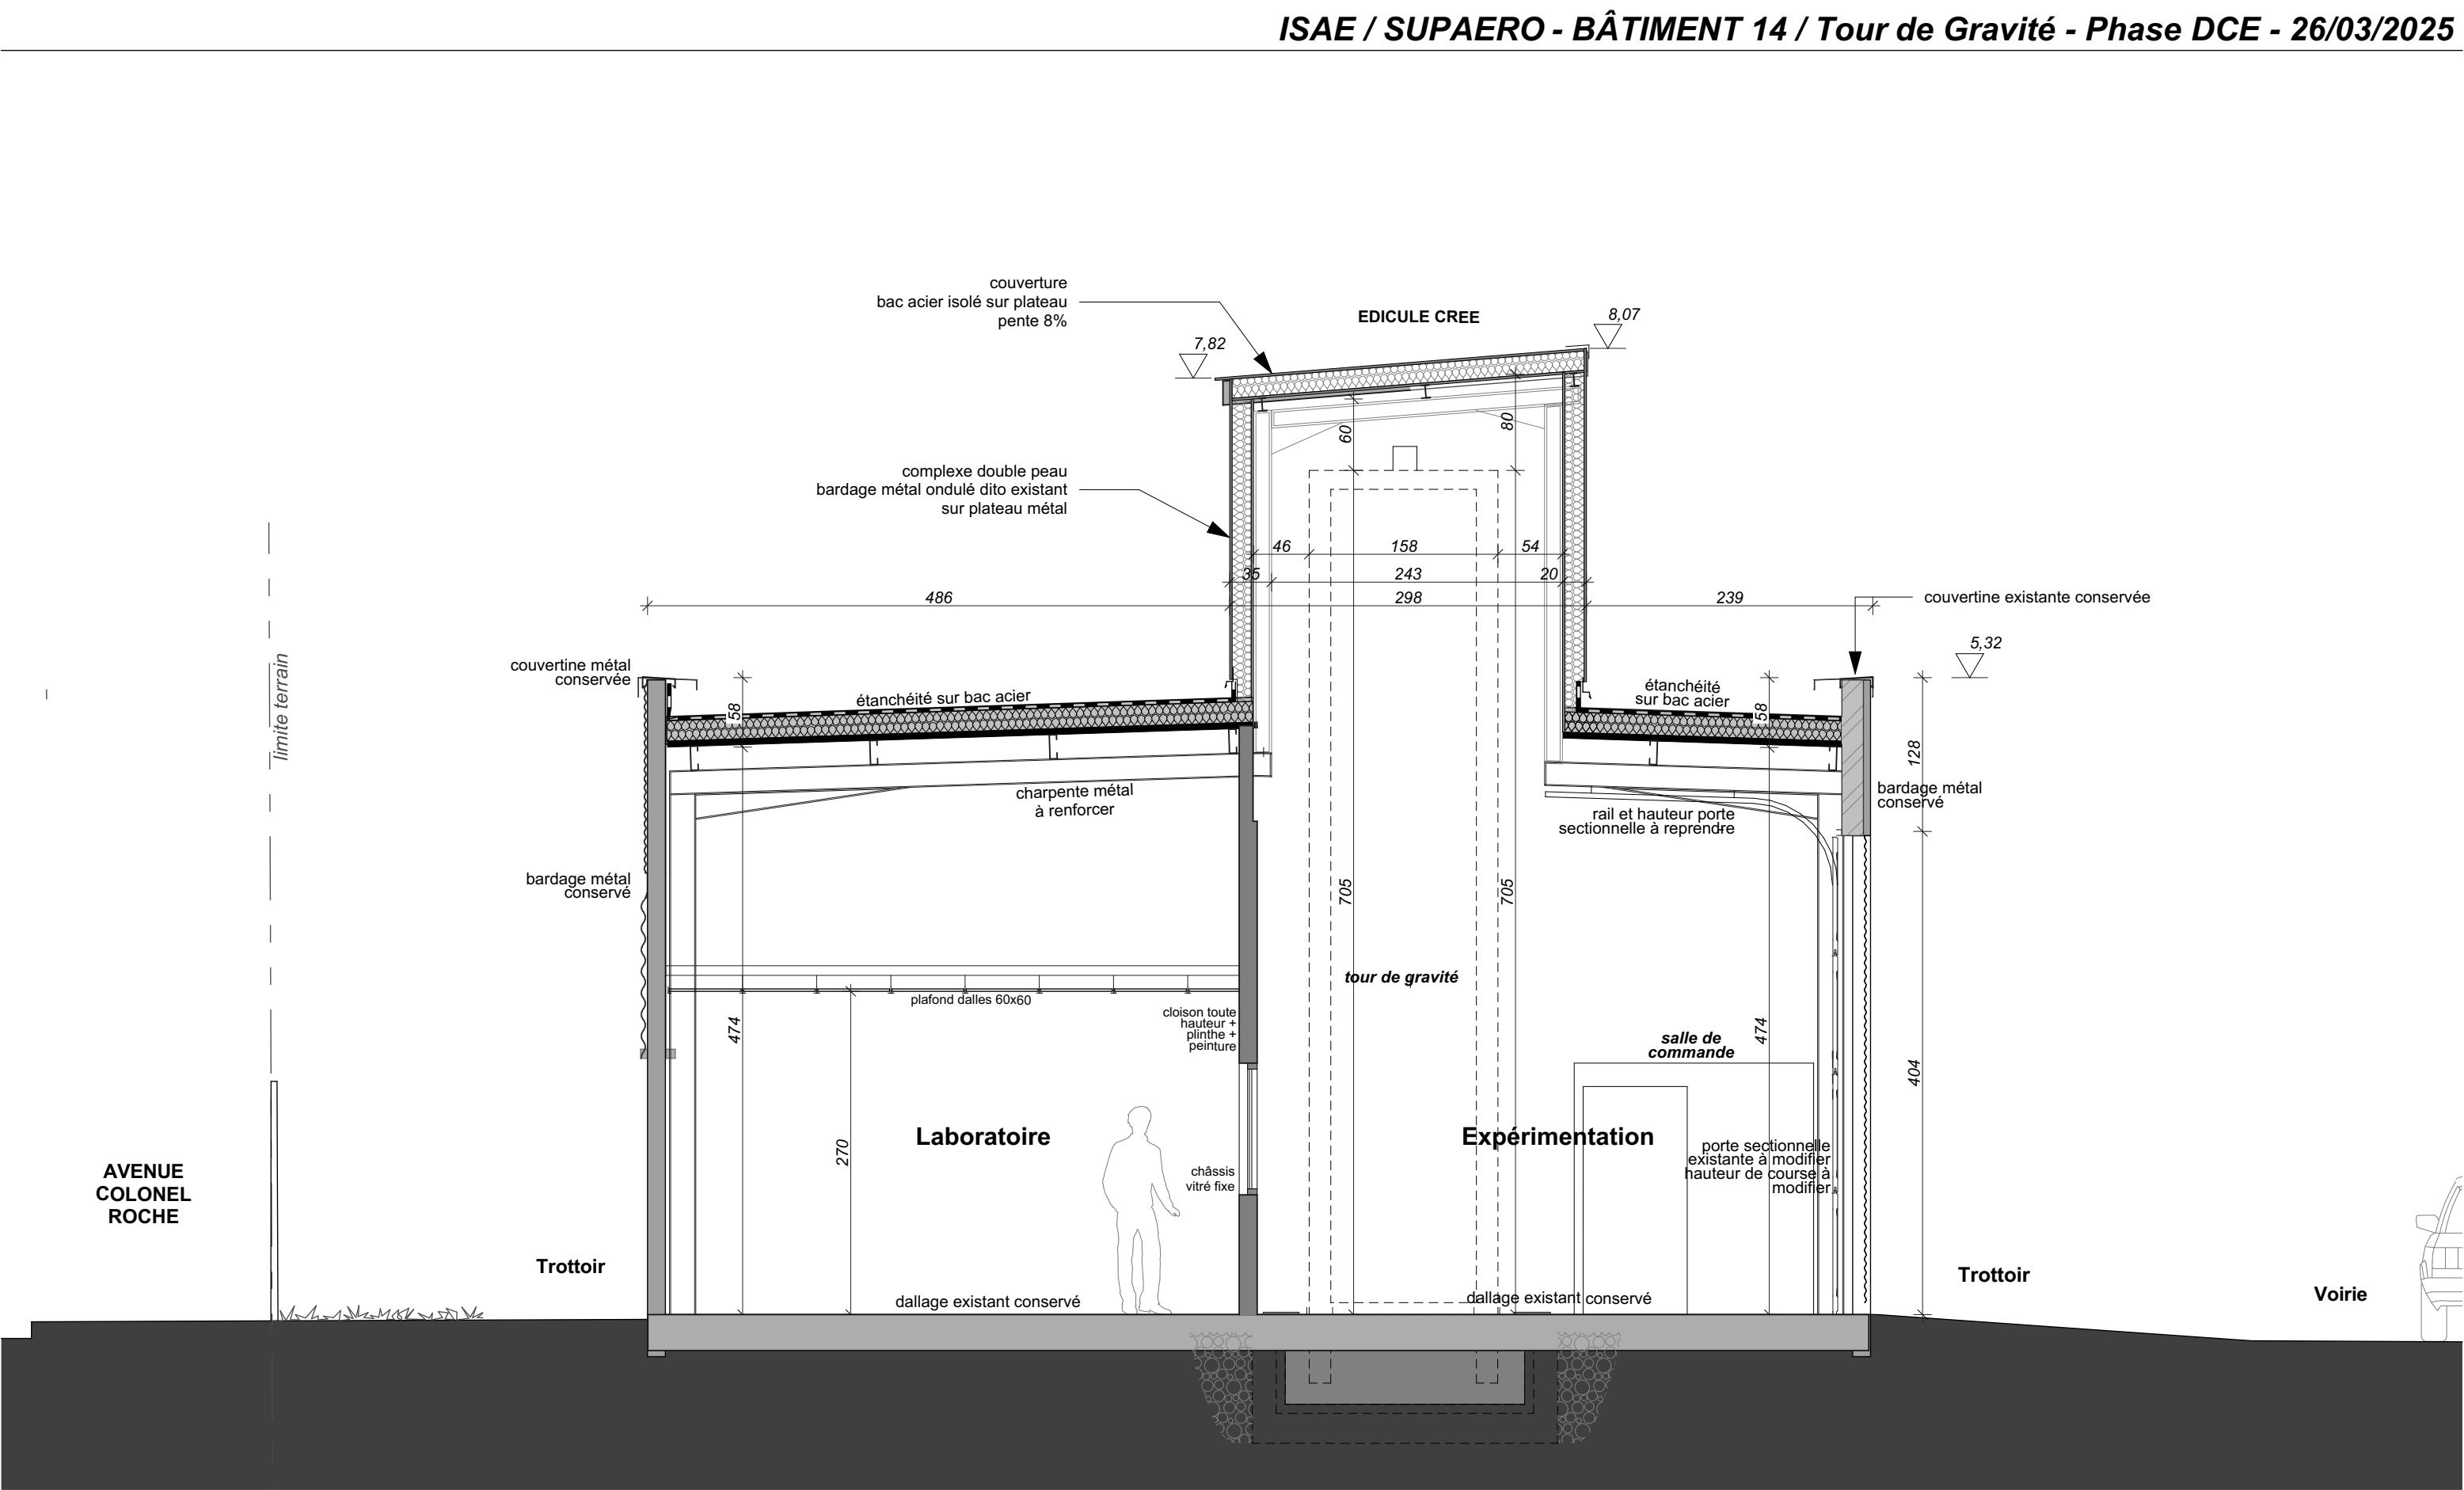 ISAE / SUPAERO - BÂTIMENT 14 / Tour de Gravité - Phase DCE - 26/03/2025
couverture
bac acier isolé sur plateau
pente 8%
EDICULE CREE
8,07
7,82
60
80
complexe double peau
bardage métal ondulé dito existant
sur plateau métal
46
158
54
35
243
20
486
298
239
couvertine existante conservée
5,32
limite terrain
couvertine métal
conservée
58
étanchéité sur bac acier
étanchéité
sur bac acier
58
128
charpente métal
à renforcer
bardage métal
conservé
rail et hauteur porte
sectionnelle à reprendre
bardage métal
conservé
705
705
tour de gravité
plafond dalles 60x60
cloison toute
hauteur +
plinthe +
peinture
474
salle de
commande
474
404
Laboratoire
270
Expérimentation
porte sectionnelle
existante à modifier
hauteur de course à
modifier
châssis
vitré fixe
AVENUE
COLONEL
ROCHE
Trottoir
Trottoir
Voirie
dallage existant conservé
dallage existant conservé